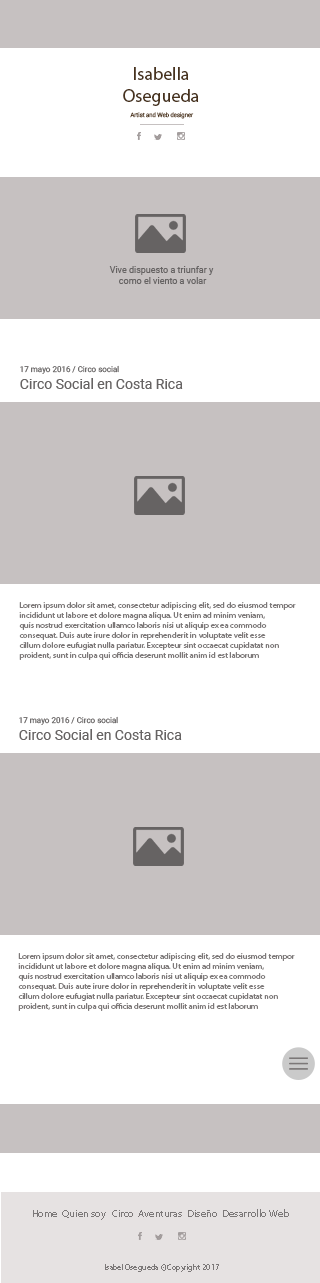 Isabella
Osegueda
Artist and Web designer
Vive dispuesto a triunfar y
como el viento a volar
17 mayo 2016 / Circo social
Circo Social en Costa Rica
Lorem ipsum dolor sit amet, consectetur adipiscing elit, sed do eiusmod tempor
incididunt ut labore et dolore magna aliqua. Ut enim ad minim veniam,
quis nostrud exercitation ullamco laboris nisi ut aliquip ex ea commodo
consequat. Duis aute irure dolor in reprehenderit in voluptate velit esse
cillum dolore eufugiat nulla pariatur. Excepteur sint occaecat cupidatat non
proident, sunt in culpa qui officia deserunt mollit anim id est laborum
17 mayo 2016 / Circo social
Circo Social en Costa Rica
Lorem ipsum dolor sit amet, consectetur adipiscing elit, sed do eiusmod tempor
incididunt ut labore et dolore magna aliqua. Ut enim ad minim veniam,
quis nostrud exercitation ullamco laboris nisi ut aliquip ex ea commodo
consequat. Duis aute irure dolor in reprehenderit in voluptate velit esse
cillum dolore eufugiat nulla pariatur. Excepteur sint occaecat cupidatat non
proident, sunt in culpa qui officia deserunt mollit anim id est laborum
Home Quien soy Circo Aventuras Diseño Desarrollo Web
Isabel Osegueda ©Copyright 2017